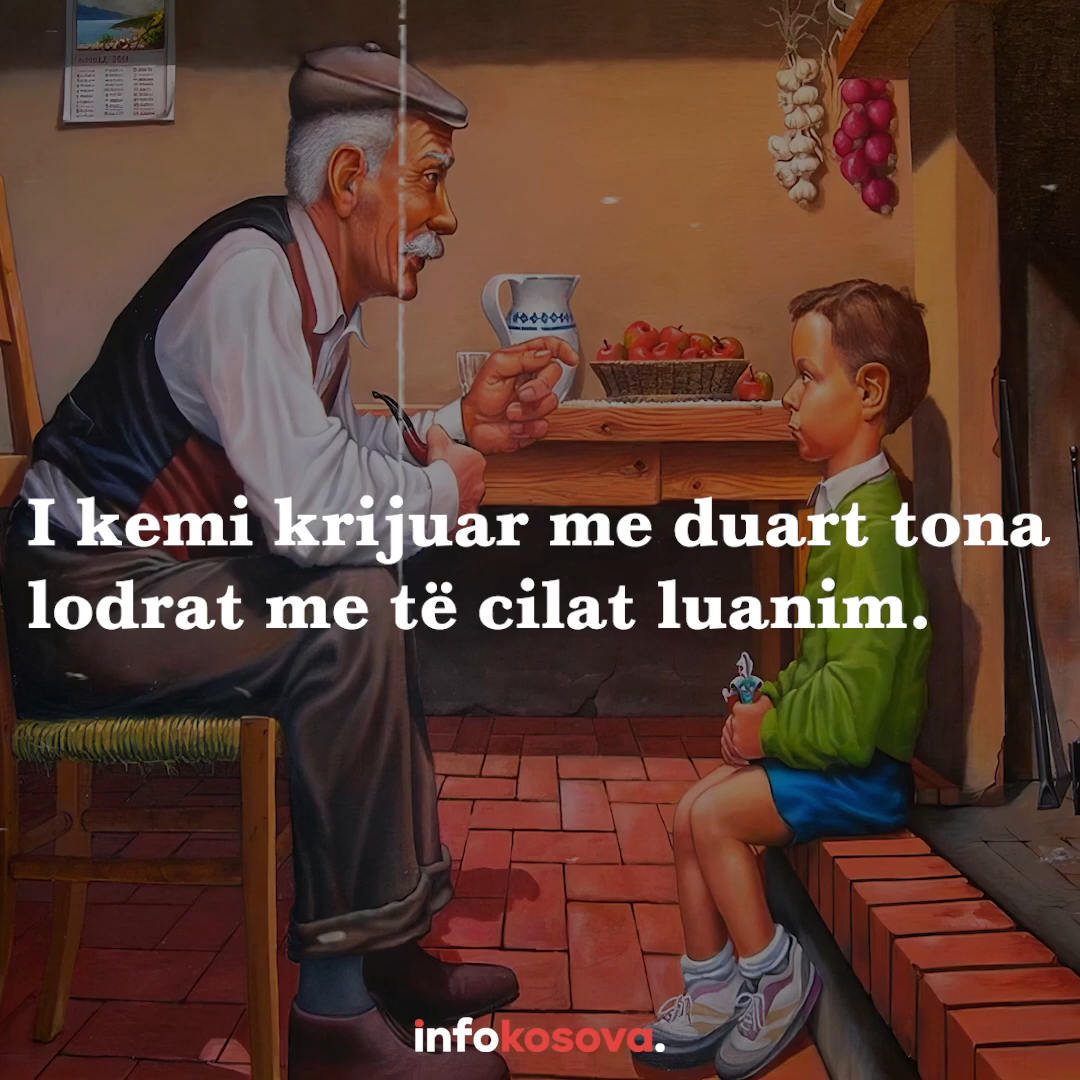 I kemi krijuar me duart tona
lodrat me të cilat luanim.
infokosova.